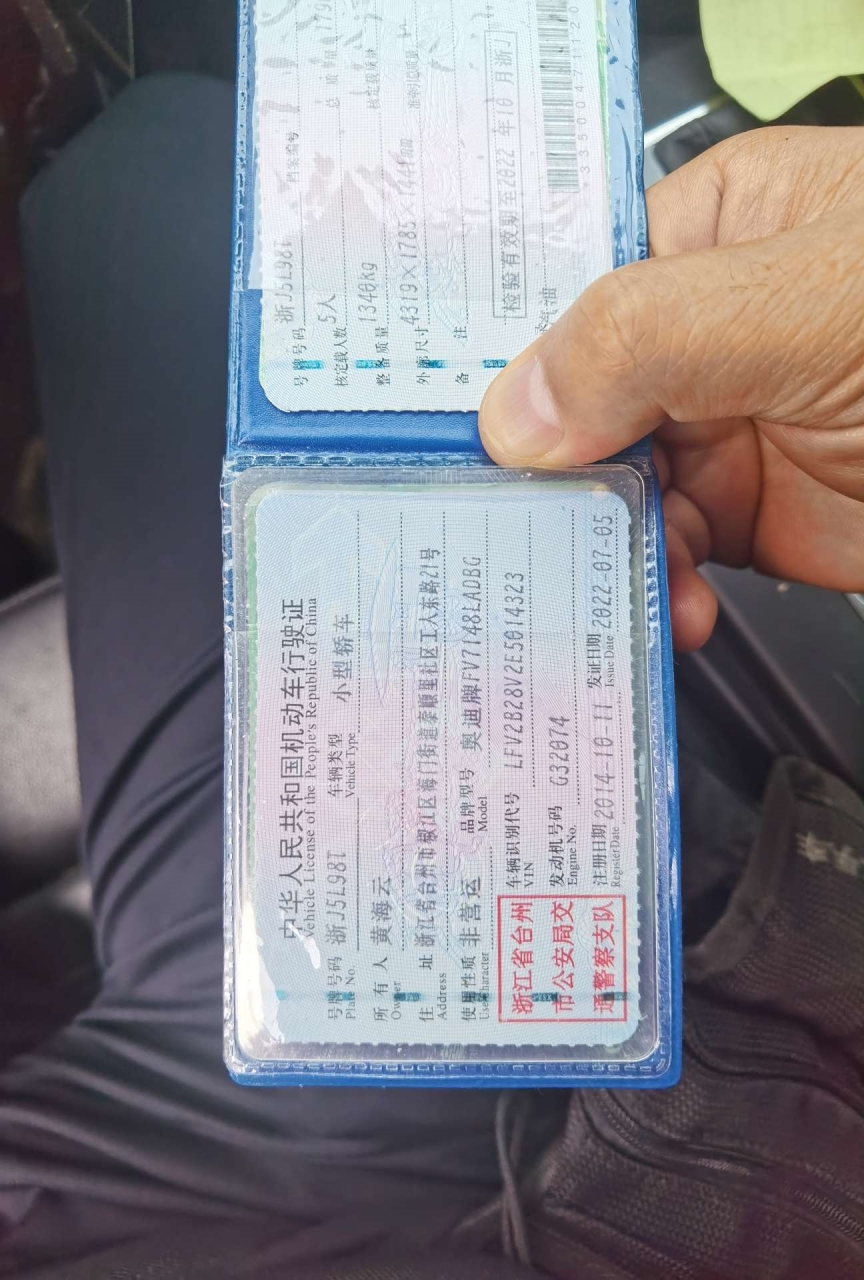 中华人民共和国机动车行驶证
Vehicle License of the People's Republic of China
号牌号码 浙J5L98T 车辆类型 小型轿车
Plate No. Vehicle Type
所有人 黄海云
Owner
住址 浙江省台州市椒江区海门街道泰顺里社区工人东路21号
Address
使用性质 非营运 品牌型号 奥迪牌FV7148LADBG
Use Character Model
浙江省台州
市公安局交
通警察支队
车辆识别代号 LFV2B28V2E5014323
VIN
发动机号码 G32074
Engine No.
注册日期 2014-10-11 发证日期 2022-07-05
Register Date Issue Date
号牌号码 浙J5L98T 档案编号
核定载人数 5人 总质量
整备质量 1340kg 核定载质量
外廓尺寸 4319×1785×144 准牵引总质量
备注
检验有效期至2022年10月浙J